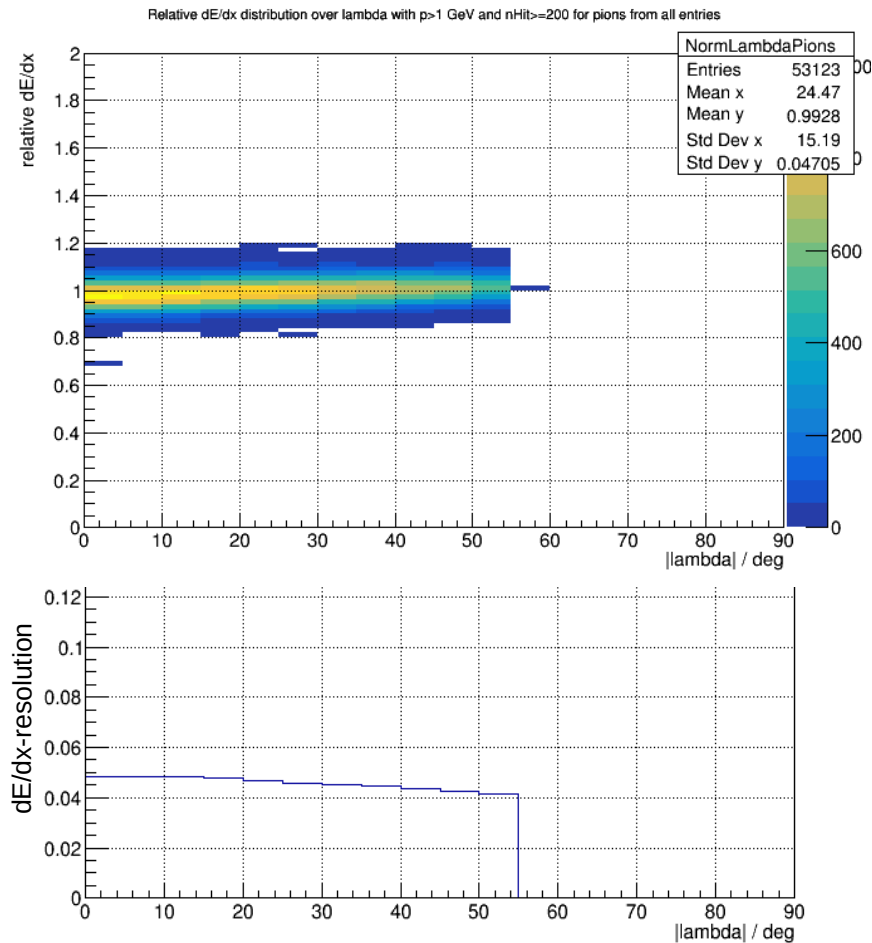 Relative dE/dx distribution over lambda with p>1 GeV and nHit>=200 for pions from all entries
NormLambdaPions
Entries 53123
Mean x 24.47
Mean y 0.9928
Std Dev x 15.19
Std Dev y 0.04705
relative dE/dx
2
1.8
1.6
1.4
1.2
1
0.8
0.6
0.4
0.2
0
0 10 20 30 40 50 60 70 80 90
|lambda| / deg
600
400
200
0
dE/dx-resolution
0.12
0.1
0.08
0.06
0.04
0.02
0
0 10 20 30 40 50 60 70 80 90
|lambda| / deg